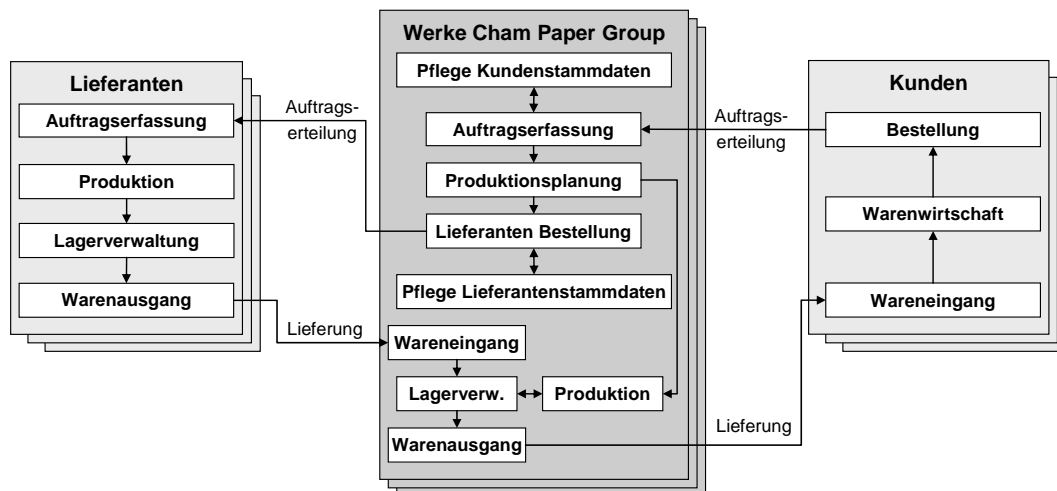 Lieferanten
Auftragserfassung
Produktion
Lagerverwaltung
Warenausgang
Auftrags-
erteilung
Lieferung
Werke Cham Paper Group
Pflege Kundenstammdaten
Auftragserfassung
Produktionsplanung
Lieferanten Bestellung
Pflege Lieferantenstammdaten
Wareneingang
Lagerverw.
Produktion
Warenausgang
Auftrags-
erteilung
Lieferung
Kunden
Bestellung
Warenwirtschaft
Wareneingang